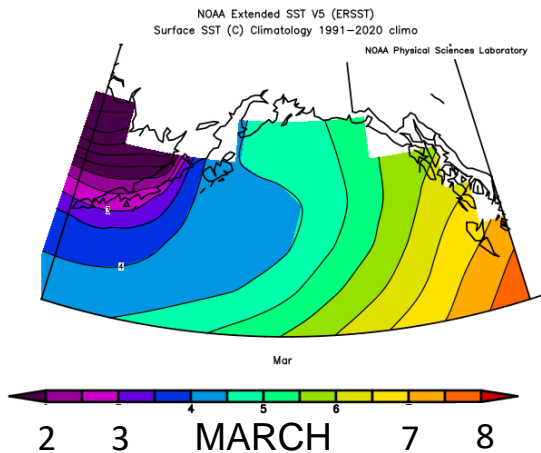 NOAA Extended SST V5 (ERSST)
Surface SST (C) Climatology 1991−2020 climo
NOAA Physical Sciences Laboratory
3
4
Mar
4 5 6
2 3 MARCH 7 8